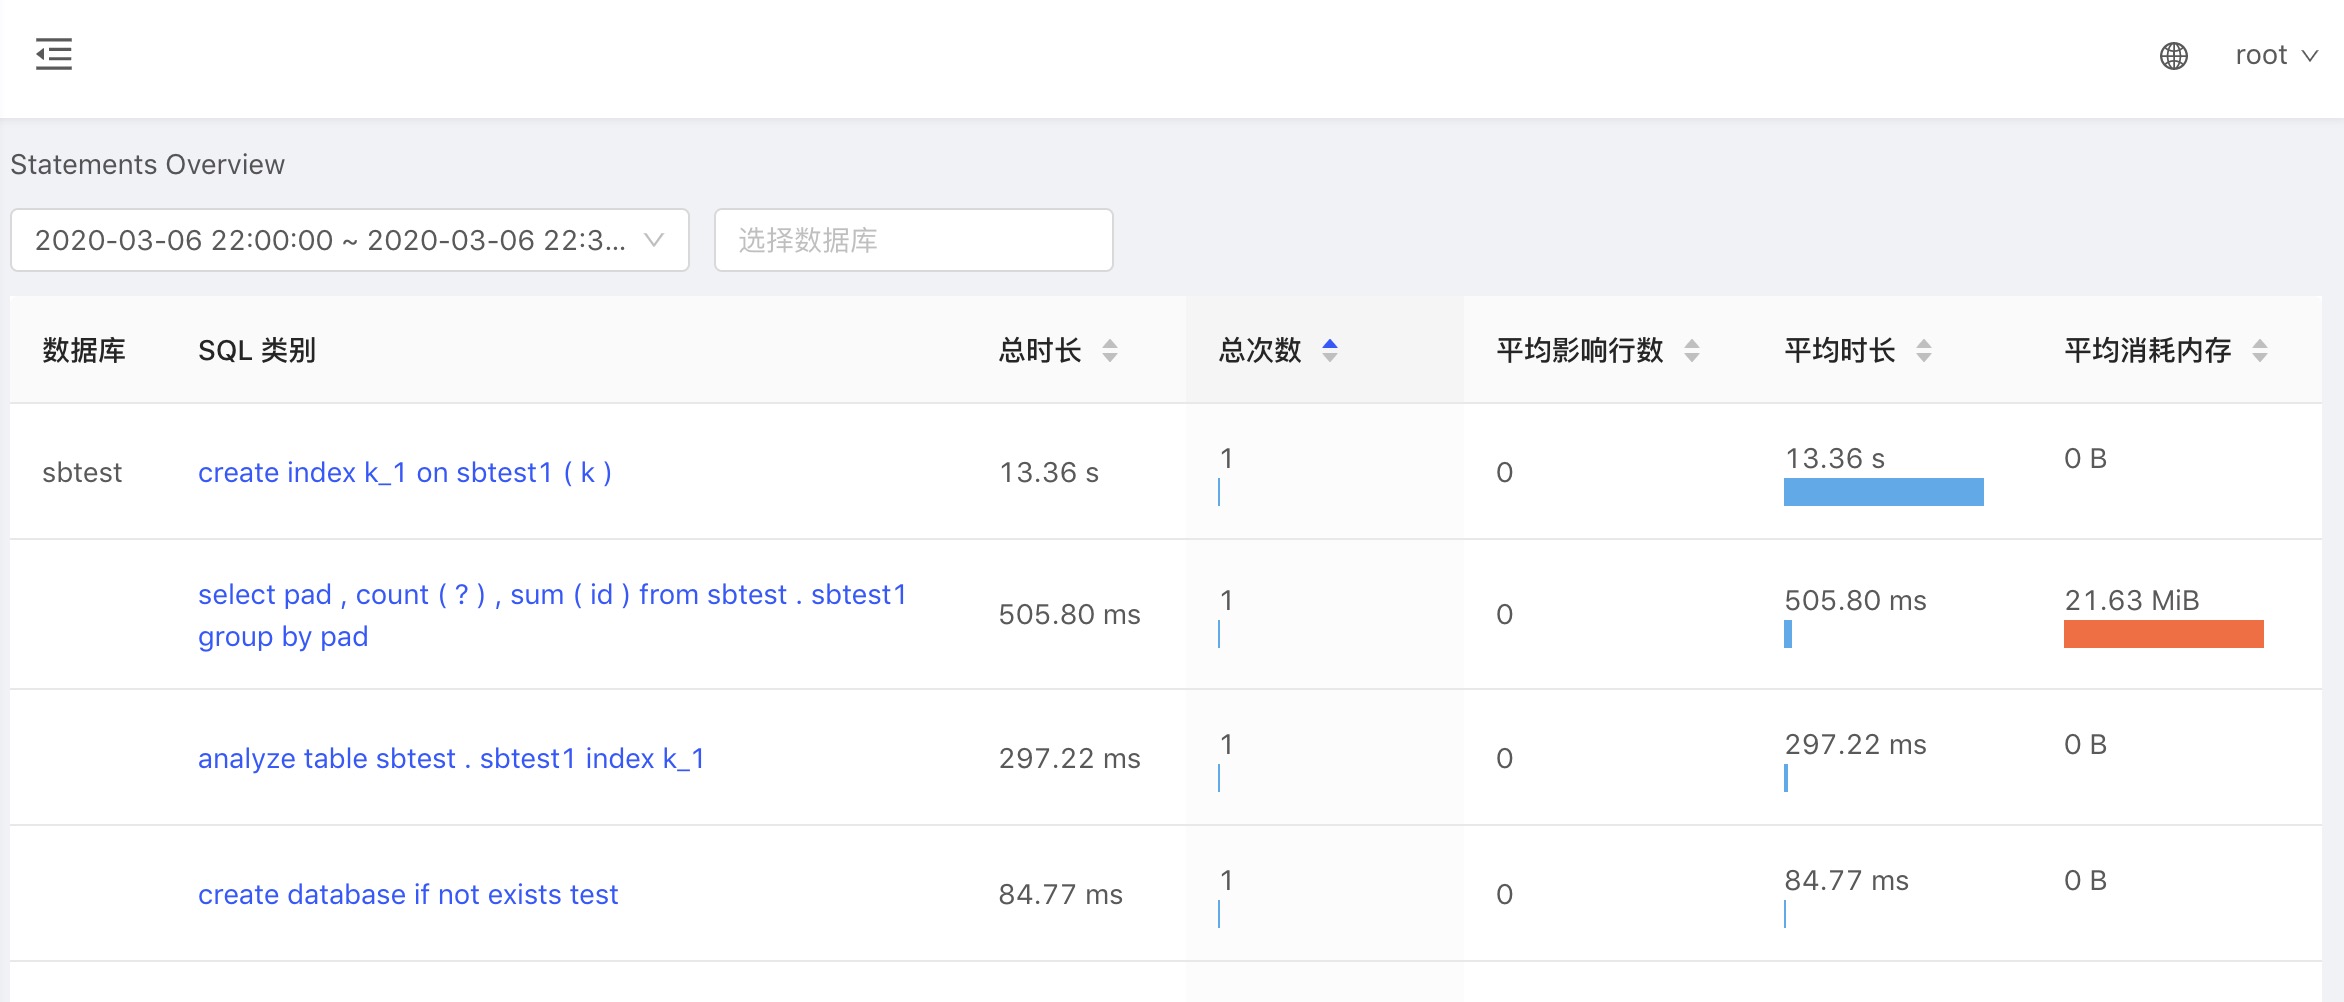 root
Statements Overview
2020-03-06 22:00:00 ~ 2020-03-06 22:3...
选择数据库
数据库 SQL 类别 总时长 总次数 平均影响行数 平均时长 平均消耗内存
sbtest create index k_1 on sbtest1 ( k ) 13.36 s 1 0 13.36 s 0 B
select pad , count ( ? ) , sum ( id ) from sbtest . sbtest1
group by pad
505.80 ms 1 0 505.80 ms 21.63 MiB
analyze table sbtest . sbtest1 index k_1 297.22 ms 1 0 297.22 ms 0 B
create database if not exists test 84.77 ms 1 0 84.77 ms 0 B